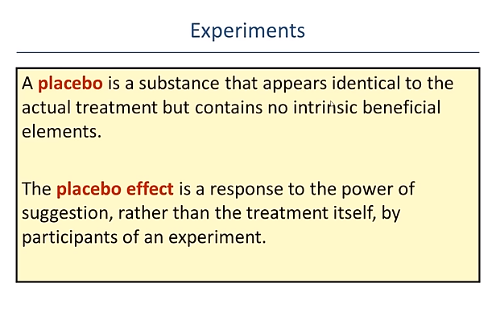 Experiments
A placebo is a substance that appears identical to the
actual treatment but contains no intrinsic beneficial
elements.
The placebo effect is a response to the power of
suggestion, rather than the treatment itself, by
participants of an experiment.